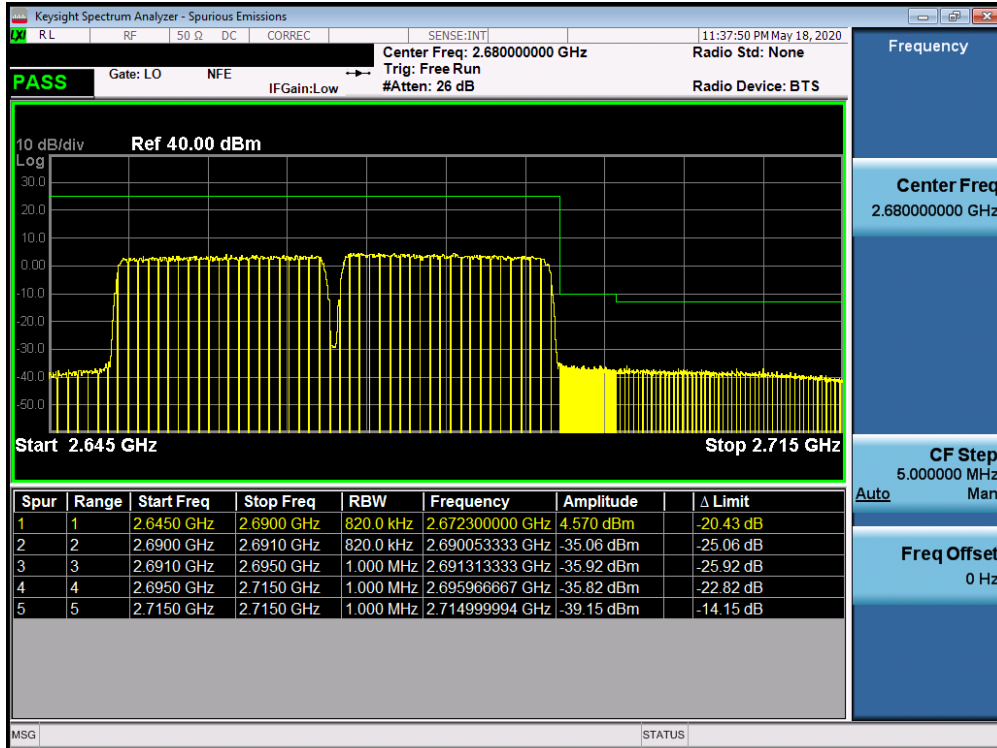 Keysight Spectrum Analyzer - Spurious Emissions
LXI RL RF 50 Ω DC CORREC SENSE:INT 11:37:50 PM May 18, 2020
Center Freq: 2.680000000 GHz Radio Std: None
PASS Gate: LO NFE Trig: Free Run
IFGain:Low #Atten: 26 dB Radio Device: BTS
10 dB/div Ref 40.00 dBm
Log
30.0
20.0
10.0
0.00
-10.0
-20.0
-30.0
-40.0
-50.0
Start 2.645 GHz Stop 2.715 GHz
Spur Range Start Freq Stop Freq RBW Frequency Amplitude Δ Limit
1 1 2.6450 GHz 2.6900 GHz 820.0 kHz 2.672300000 GHz 4.570 dBm -20.43 dB
2 2 2.6900 GHz 2.6910 GHz 820.0 kHz 2.690053333 GHz -35.06 dBm -25.06 dB
3 3 2.6910 GHz 2.6950 GHz 1.000 MHz 2.691313333 GHz -35.92 dBm -25.92 dB
4 4 2.6950 GHz 2.7150 GHz 1.000 MHz 2.695966667 GHz -35.82 dBm -22.82 dB
5 5 2.7150 GHz 2.7150 GHz 1.000 MHz 2.714999994 GHz -39.15 dBm -14.15 dB
MSG STATUS
Frequency
Center Freq
2.680000000 GHz
CF Step
5.000000 MHz
Auto Man
Freq Offset
0 Hz